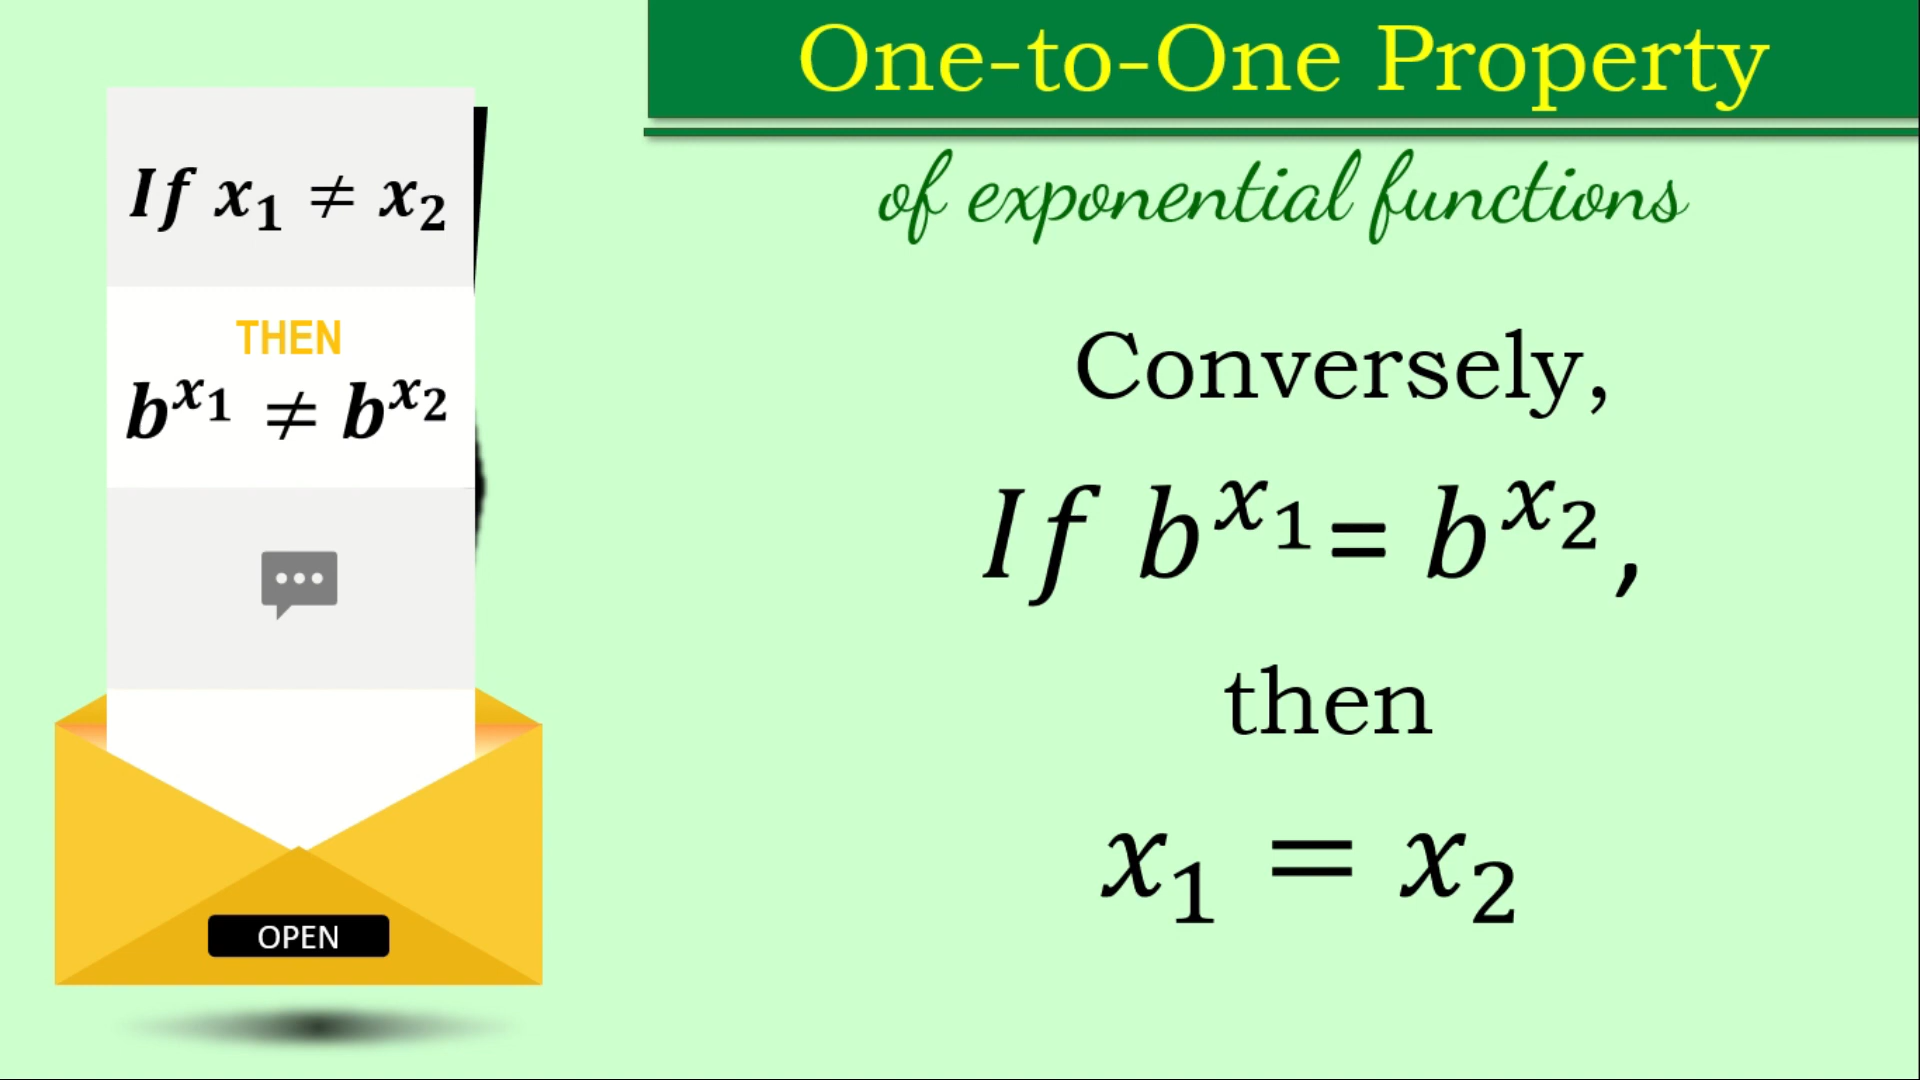 One-to-One Property
of exponential functions
If x₁ ≠ x₂
THEN
b^x₁ ≠ b^x₂
OPEN
Conversely,
If b^x₁ = b^x₂,
then
x₁ = x₂